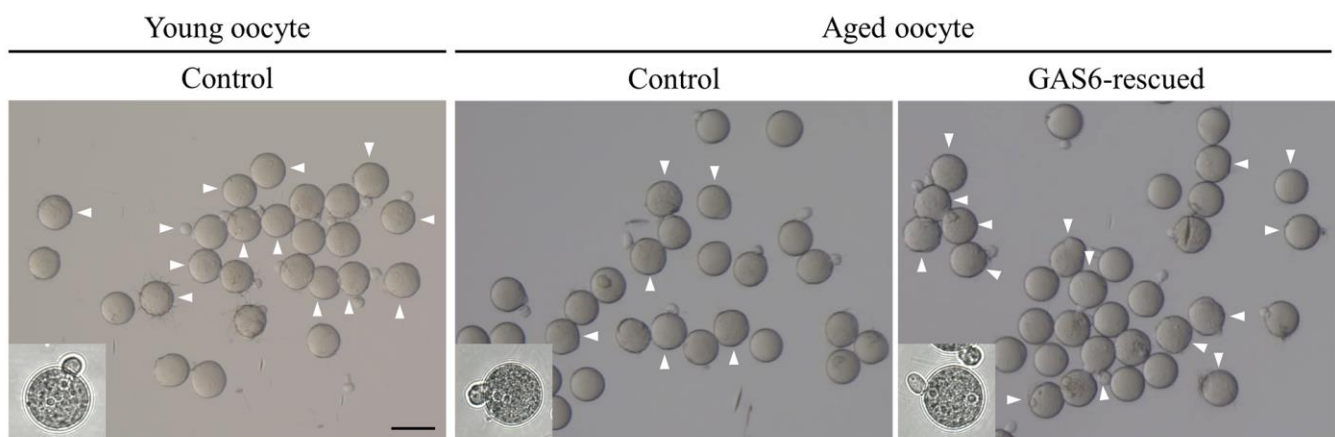 Young oocyte
Aged oocyte
Control
Control
GAS6-rescued